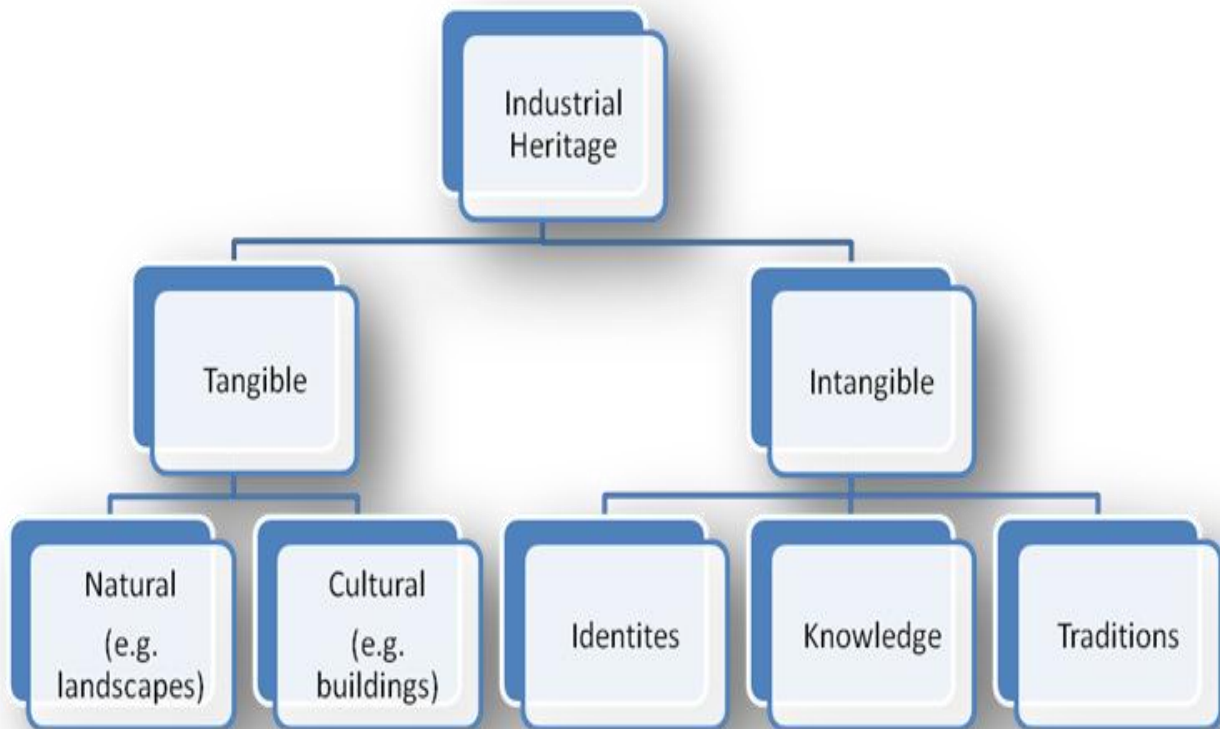 Industrial
Heritage
Tangible
Intangible
Natural
(e.g.
landscapes)
Cultural
(e.g.
buildings)
Identites
Knowledge
Traditions